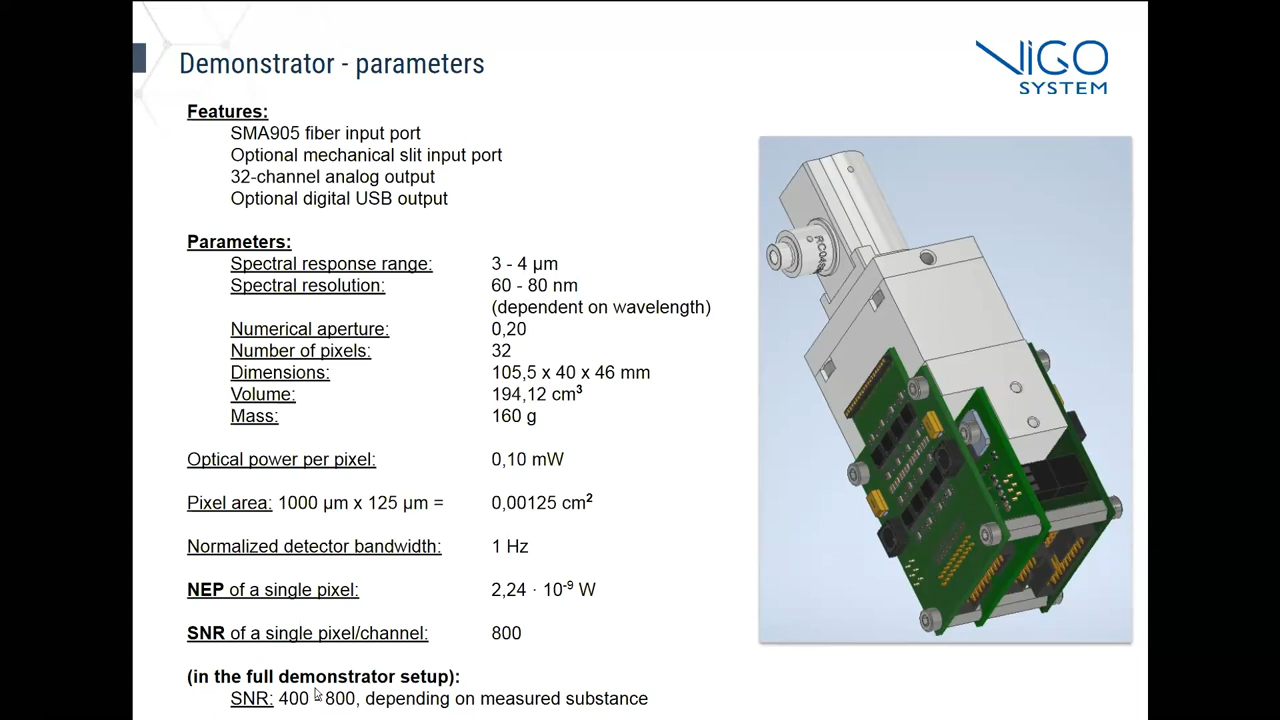 Demonstrator - parameters
VIGO
SYSTEM
Features:
SMA905 fiber input port
Optional mechanical slit input port
32-channel analog output
Optional digital USB output
Parameters:
Spectral response range: 3 - 4 µm
Spectral resolution: 60 - 80 nm
(dependent on wavelength)
Numerical aperture: 0,20
Number of pixels: 32
Dimensions: 105,5 x 40 x 46 mm
Volume: 194,12 cm³
Mass: 160 g
Optical power per pixel: 0,10 mW
Pixel area: 1000 µm x 125 µm = 0,00125 cm²
Normalized detector bandwidth: 1 Hz
NEP of a single pixel: 2,24 · 10⁻⁹ W
SNR of a single pixel/channel: 800
(in the full demonstrator setup):
SNR: 400 800, depending on measured substance